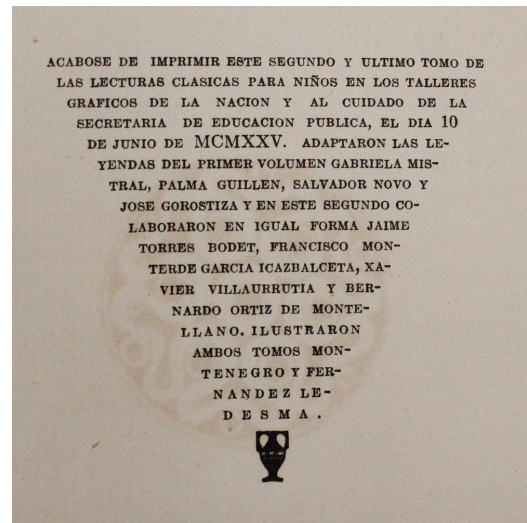 ACABOSE DE IMPRIMIR ESTE SEGUNDO Y ULTIMO TOMO DE
LAS LECTURAS CLASICAS PARA NIÑOS EN LOS TALLERES
GRAFICOS DE LA NACION Y AL CUIDADO DE LA
SECRETARIA DE EDUCACION PUBLICA, EL DIA 10
DE JUNIO DE MCMXXV. ADAPTARON LAS LE-
YENDAS DEL PRIMER VOLUMEN GABRIELA MIS-
TRAL, PALMA GUILLEN, SALVADOR NOVO Y
JOSE GOROSTIZA Y EN ESTE SEGUNDO CO-
LABORARON EN IGUAL FORMA JAIME
TORRES BODET, FRANCISCO MON-
TERDE GARCIA ICAZBALCETA, XA-
VIER VILLAURRUTIA Y BER-
NARDO ORTIZ DE MONTE-
LLANO. ILUSTRARON
AMBOS TOMOS MON-
TENEGRO Y FER-
NANDEZ LE-
DESMA.